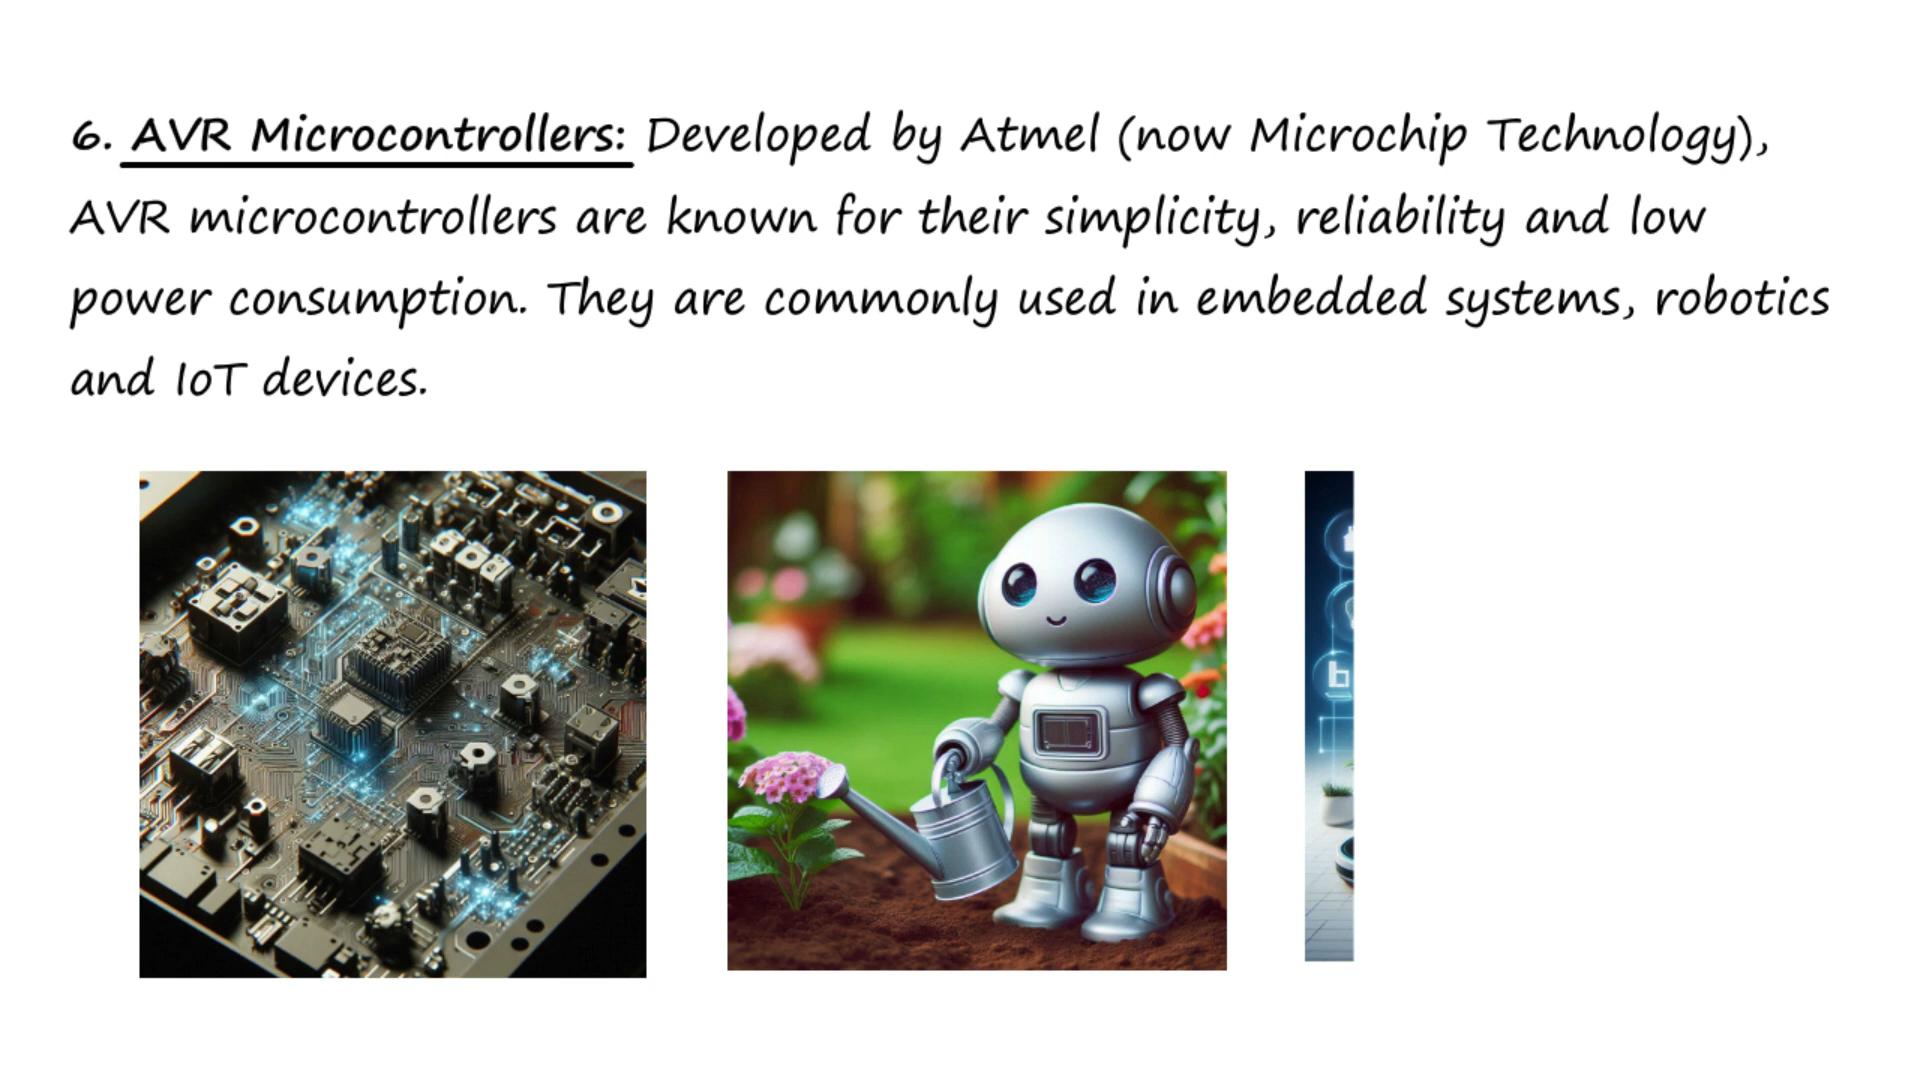 6. AVR Microcontrollers: Developed by Atmel (now Microchip Technology),
AVR microcontrollers are known for their simplicity, reliability and low
power consumption. They are commonly used in embedded systems, robotics
and IoT devices.